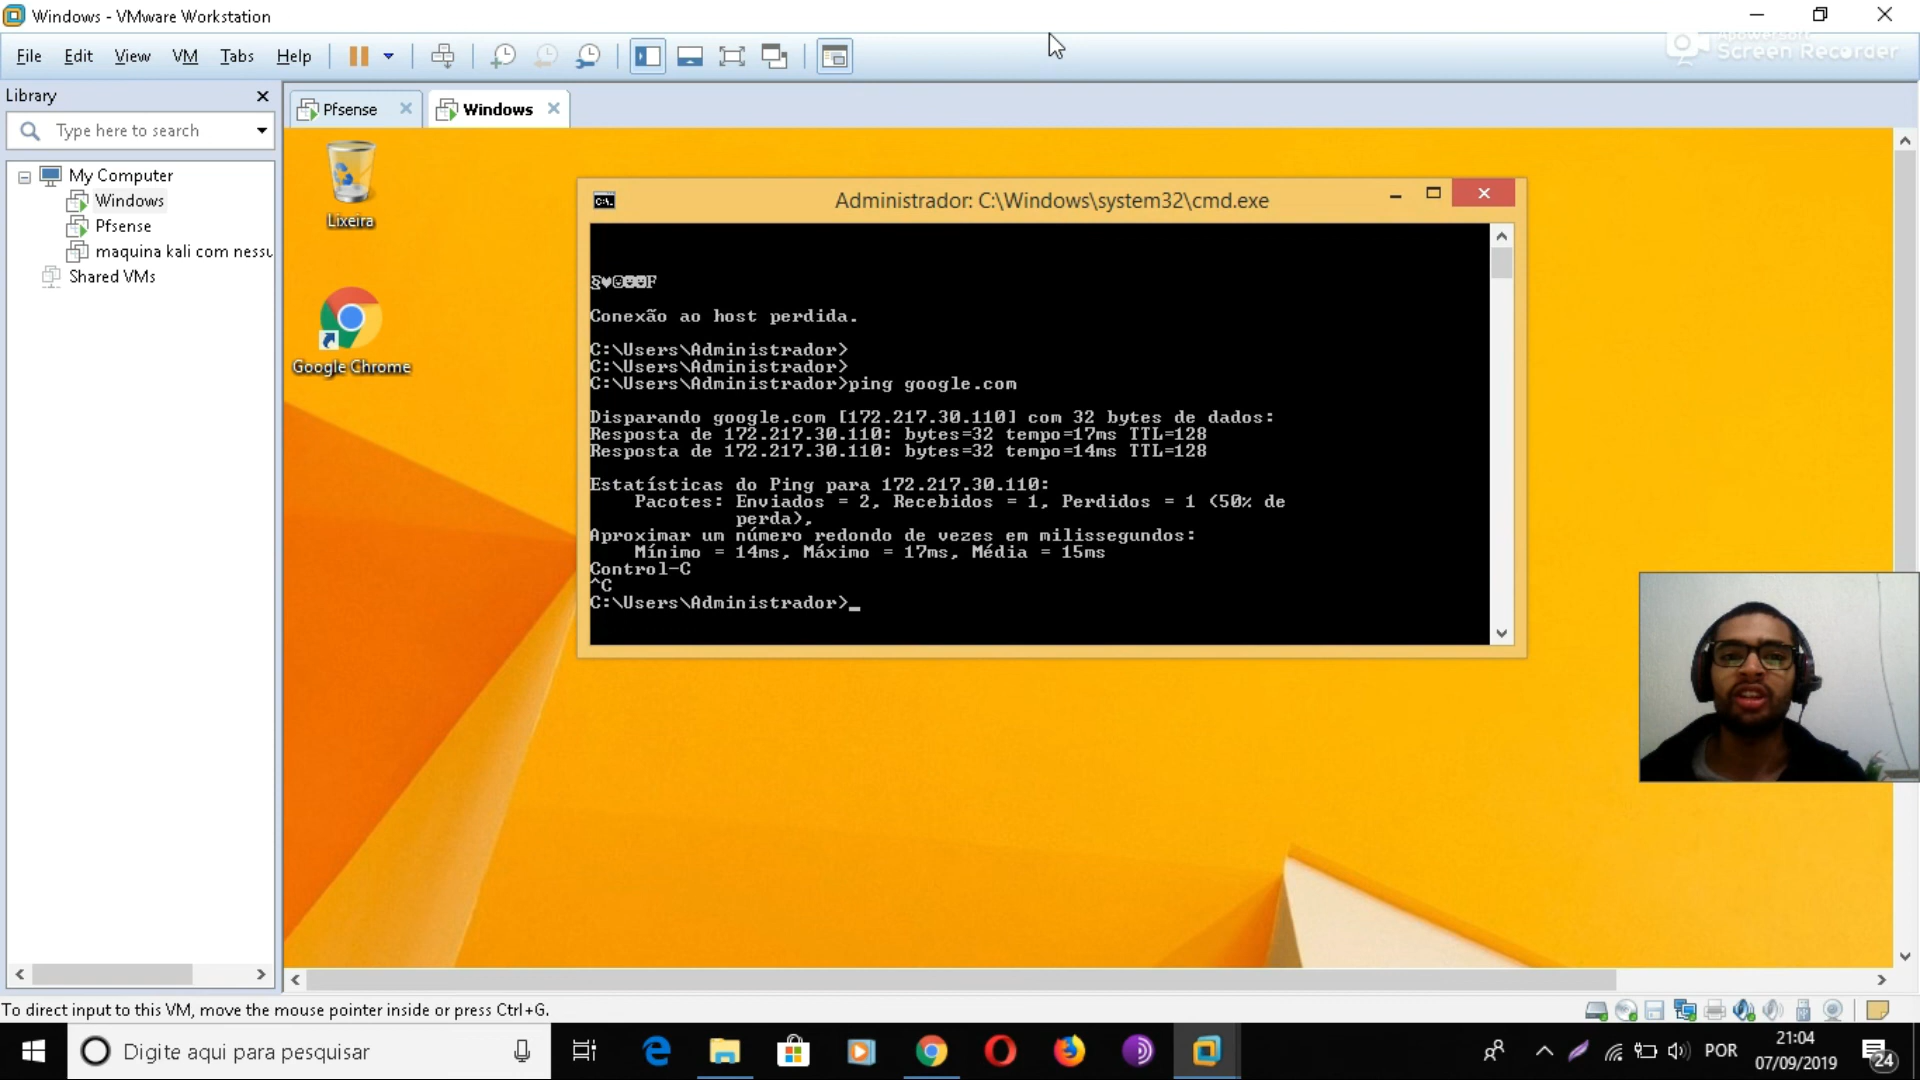 Windows - VMware Workstation
File Edit View VM Tabs Help
Apowersoft
Screen Recorder
Library
Pfsense
Windows
Type here to search
My Computer
Windows
Pfsense
maquina kali com nessu
Shared VMs
Lixeira
Google Chrome
Administrador: C:\Windows\system32\cmd.exe
Conexão ao host perdida.
C:\Users\Administrador>
C:\Users\Administrador>
C:\Users\Administrador>ping google.com
Disparando google.com [172.217.30.110] com 32 bytes de dados:
Resposta de 172.217.30.110: bytes=32 tempo=17ms TTL=128
Resposta de 172.217.30.110: bytes=32 tempo=14ms TTL=128
Estatísticas do Ping para 172.217.30.110:
Pacotes: Enviados = 2, Recebidos = 1, Perdidos = 1 (50% de
perda),
Aproximar um número redondo de vezes em milissegundos:
Mínimo = 14ms, Máximo = 17ms, Média = 15ms
Control-C
^C
C:\Users\Administrador>_
To direct input to this VM, move the mouse pointer inside or press Ctrl+G.
Digite aqui para pesquisar
POR
21:04
07/09/2019
24